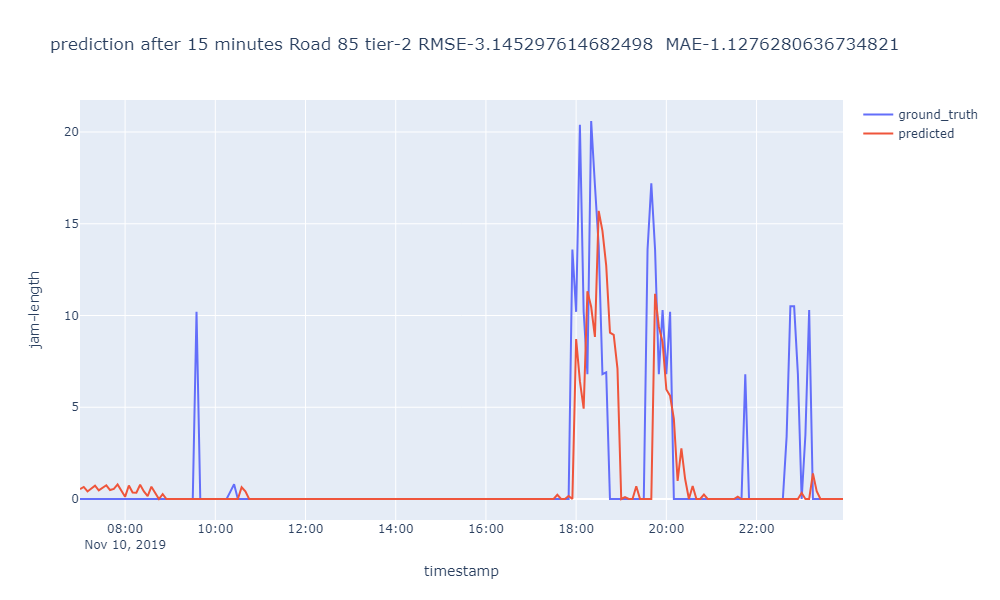 prediction after 15 minutes Road 85 tier-2 RMSE-3.145297614682498  MAE-1.1276280636734821
ground_truth
predicted
jam-length
20
15
10
5
0
08:00 10:00 12:00 14:00 16:00 18:00 20:00 22:00
Nov 10, 2019
timestamp